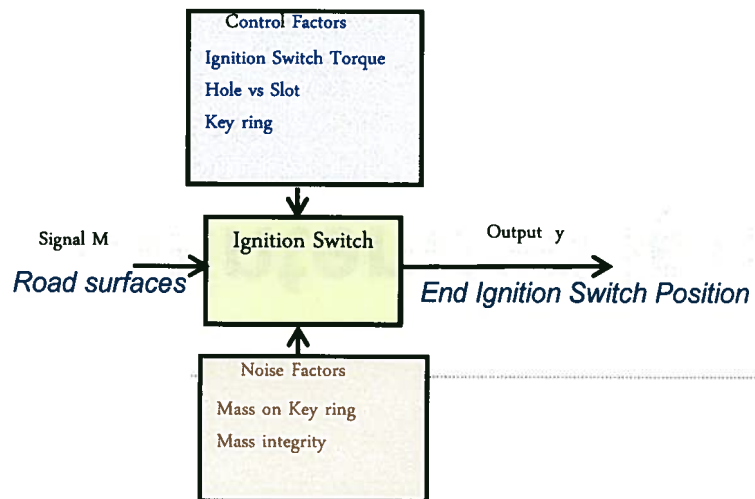 Control Factors
Ignition Switch Torque
Hole vs Slot
Key ring
Signal M
Road surfaces
Ignition Switch
Output y
End Ignition Switch Position
Noise Factors
Mass on Key ring
Mass integrity